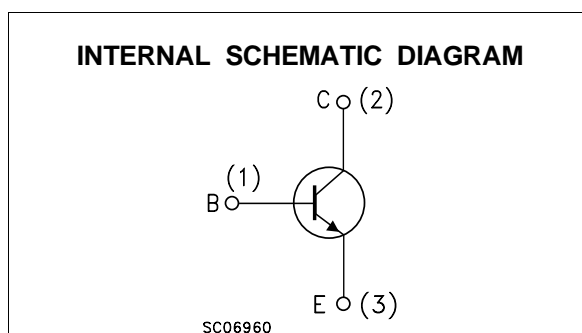 INTERNAL SCHEMATIC DIAGRAM
C (2)
(1)
B
E (3)
SC06960